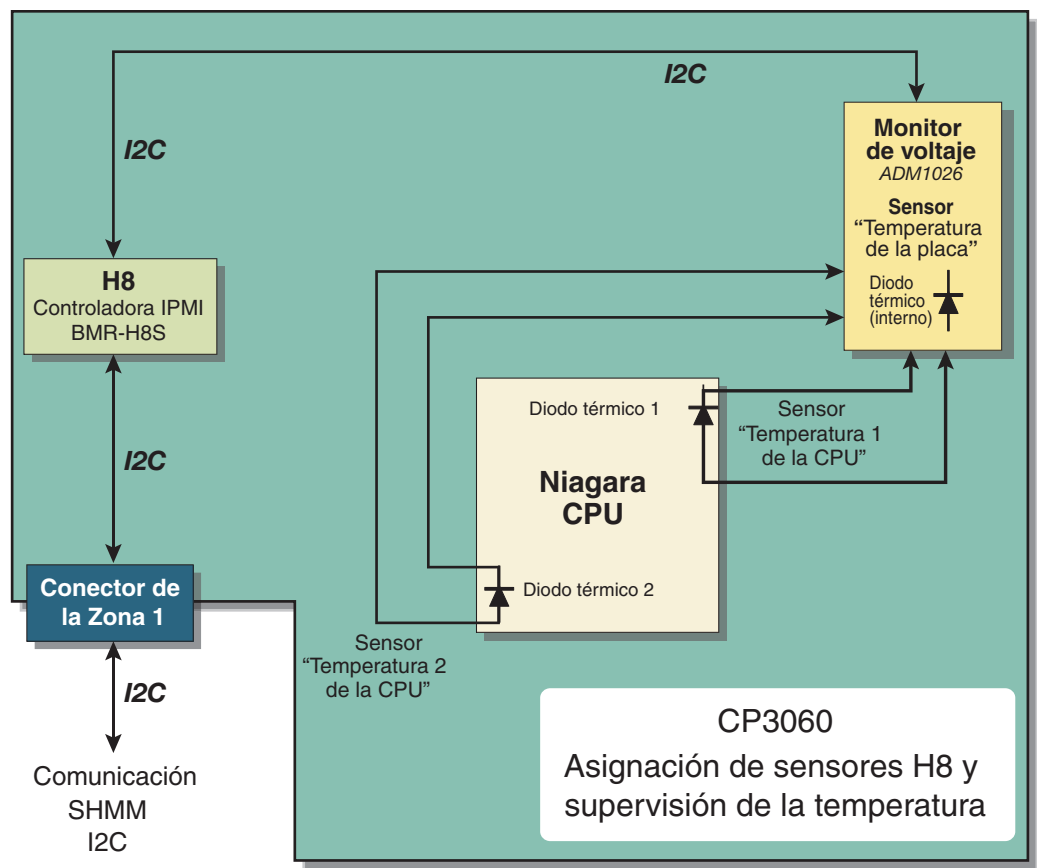 I2C
I2C
Monitor
de voltaje
ADM1026
Sensor
“Temperatura
de la placa”
Diodo
térmico
(interno)
H8
Controladora IPMI
BMR-H8S
Diodo térmico 1
Sensor
“Temperatura 1
de la CPU”
I2C
Niagara
CPU
Conector de
la Zona 1
Diodo térmico 2
Sensor
“Temperatura 2
de la CPU”
I2C
Comunicación
SHMM
I2C
CP3060
Asignación de sensores H8 y
supervisión de la temperatura